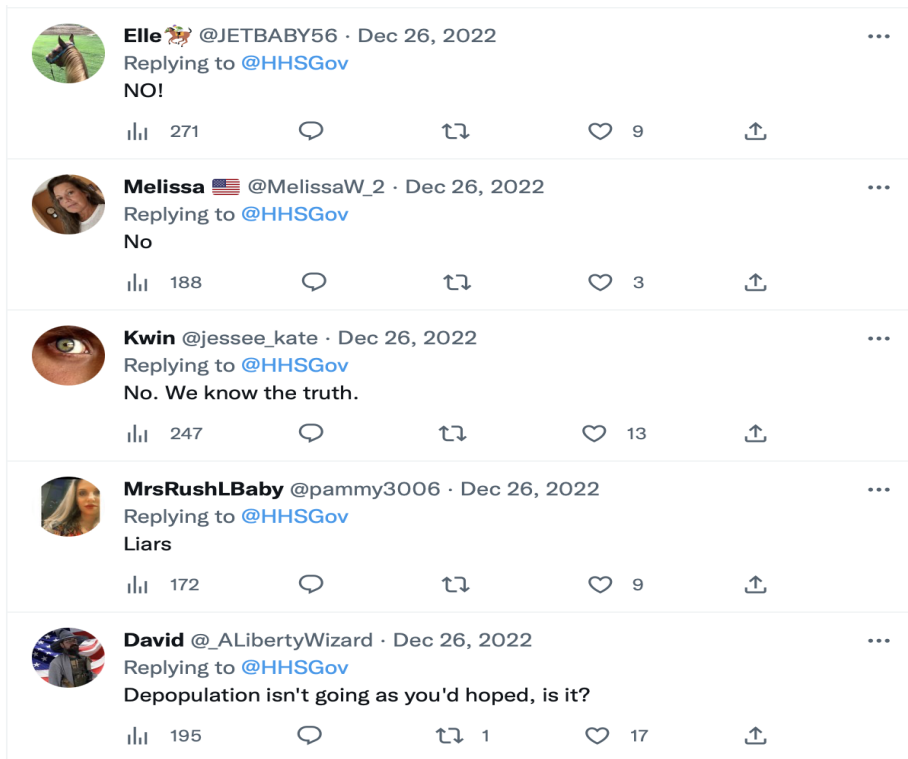 Elle @JETBABY56 · Dec 26, 2022
Replying to @HHSGov
NO!
271 9
Melissa @MelissaW_2 · Dec 26, 2022
Replying to @HHSGov
No
188 3
Kwin @jessee_kate · Dec 26, 2022
Replying to @HHSGov
No. We know the truth.
247 13
MrsRushLBaby @pammy3006 · Dec 26, 2022
Replying to @HHSGov
Liars
172 9
David @_ALibertyWizard · Dec 26, 2022
Replying to @HHSGov
Depopulation isn't going as you'd hoped, is it?
195 1 17